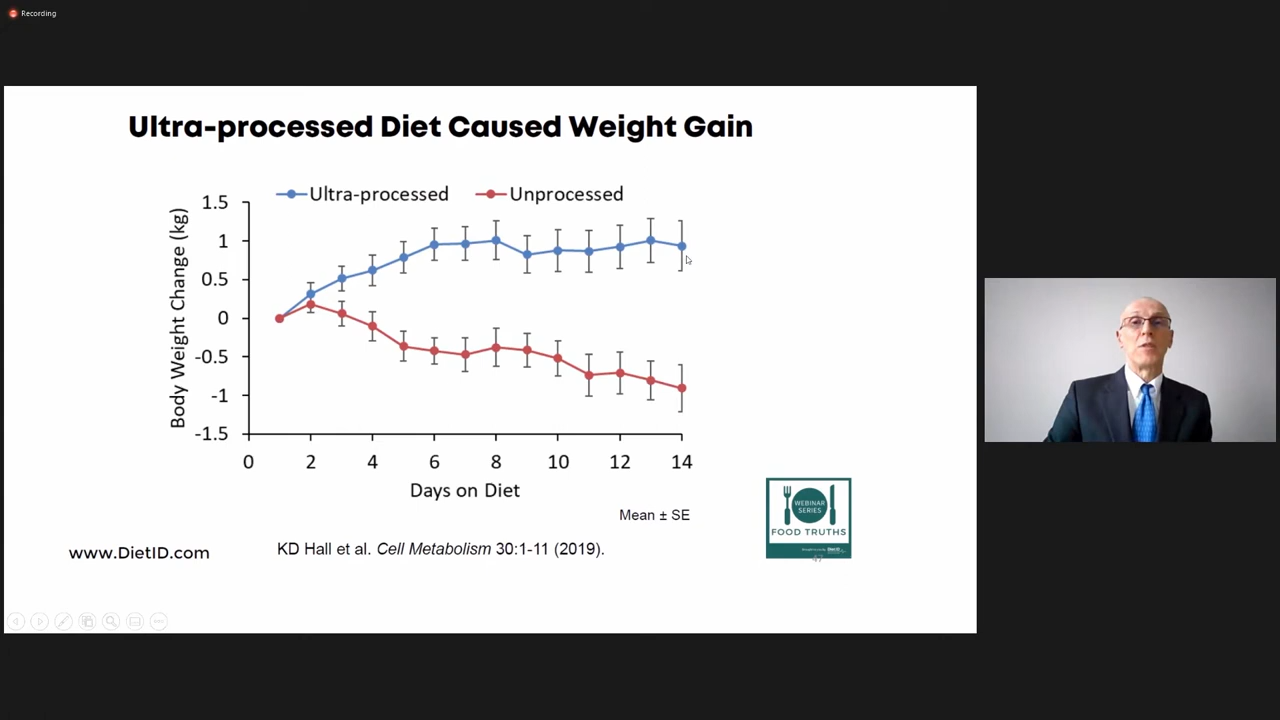 Recording
Ultra-processed Diet Caused Weight Gain
Ultra-processed Unprocessed
Body Weight Change (kg)
1.5
1
0.5
0
-0.5
-1
-1.5
0 2 4 6 8 10 12 14
Days on Diet
Mean ± SE
WEBINAR
SERIES
FOOD TRUTHS
www.DietID.com
KD Hall et al. Cell Metabolism 30:1-11 (2019).
47